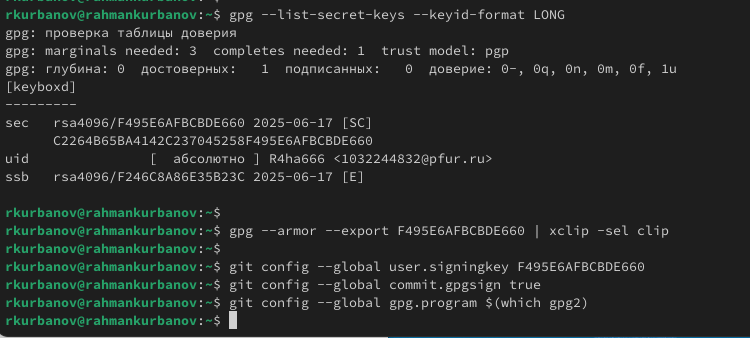 rkurbanov@rahmankurbanov:~$ gpg --list-secret-keys --keyid-format LONG
gpg: проверка таблицы доверия
gpg: marginals needed: 3  completes needed: 1  trust model: pgp
gpg: глубина: 0  достоверных:   1  подписанных:   0  доверие: 0-, 0q, 0n, 0m, 0f, 1u
[keyboxd]
---------
sec   rsa4096/F495E6AFBCBDE660 2025-06-17 [SC]
      C2264B65BA4142C237045258F495E6AFBCBDE660
uid              [  абсолютно ] R4ha666 <1032244832@pfur.ru>
ssb   rsa4096/F246C8A86E35B23C 2025-06-17 [E]
rkurbanov@rahmankurbanov:~$
rkurbanov@rahmankurbanov:~$ gpg --armor --export F495E6AFBCBDE660 | xclip -sel clip
rkurbanov@rahmankurbanov:~$
rkurbanov@rahmankurbanov:~$ git config --global user.signingkey F495E6AFBCBDE660
rkurbanov@rahmankurbanov:~$ git config --global commit.gpgsign true
rkurbanov@rahmankurbanov:~$ git config --global gpg.program $(which gpg2)
rkurbanov@rahmankurbanov:~$